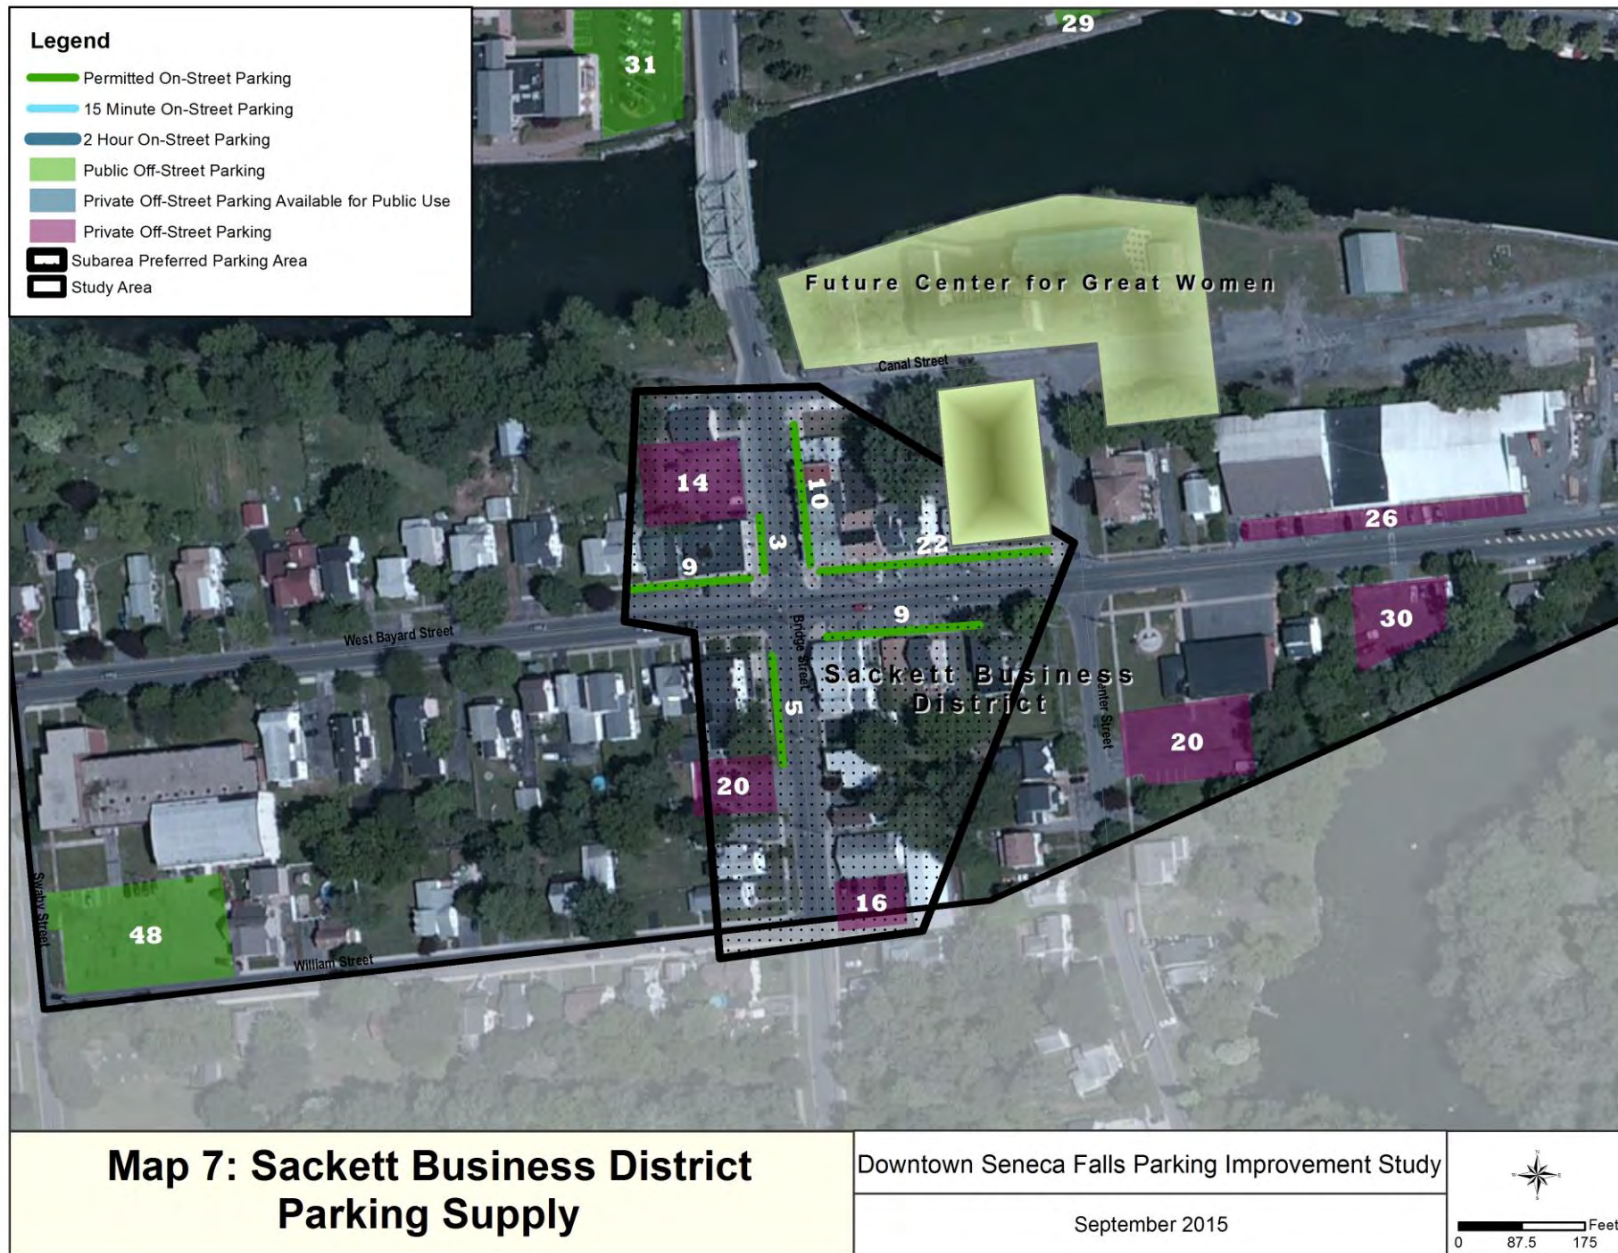 Legend
Permitted On-Street Parking
15 Minute On-Street Parking
2 Hour On-Street Parking
Public Off-Street Parking
Private Off-Street Parking Available for Public Use
Private Off-Street Parking
Subarea Preferred Parking Area
Study Area
29
31
Future Center for Great Women
Canal Street
14
10
3
22
9
26
9
30
West Bayard Street
Bridge Street
Sackett Business
District
5
enter Street
20
20
16
Swaby Street
48
William Street
Map 7: Sackett Business District
Parking Supply
Downtown Seneca Falls Parking Improvement Study
September 2015
N
Feet
0 87.5 175